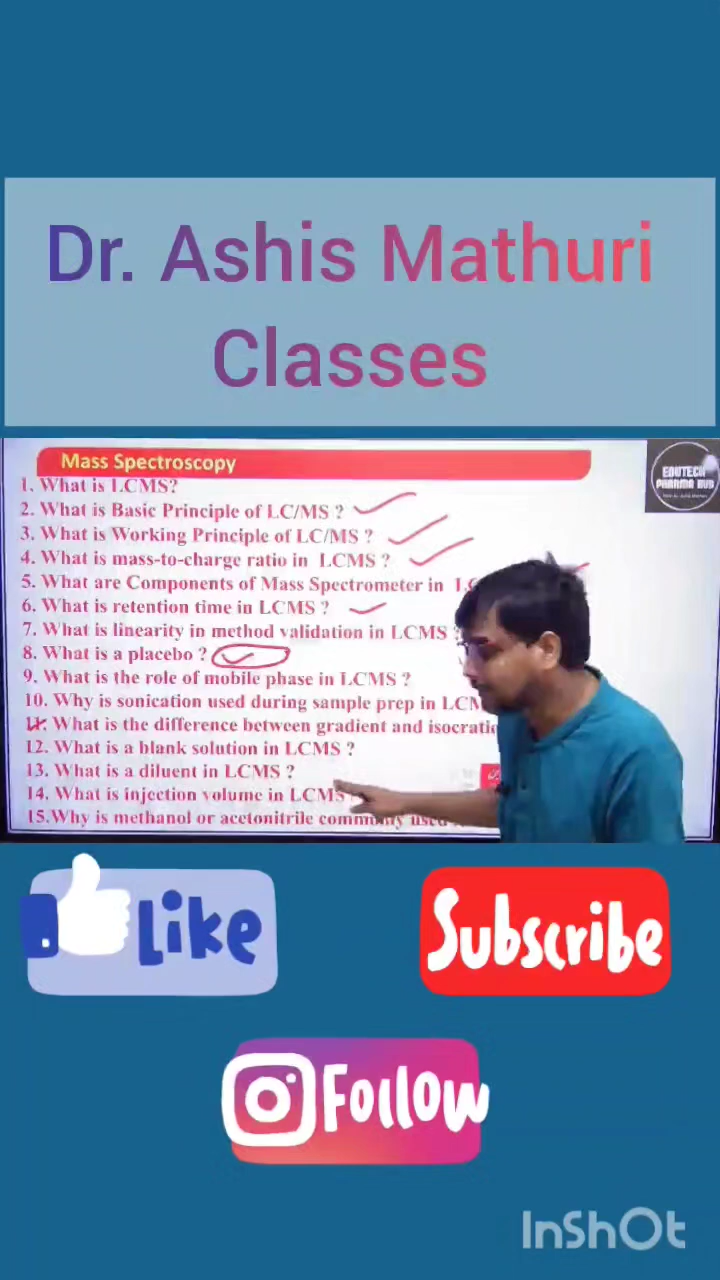 Dr. Ashis Mathuri
Classes
Mass Spectroscopy
EDUTECH
PHARMA HUB
1. What is LCMS?
2. What is Basic Principle of LC/MS ?
3. What is Working Principle of LC/MS ?
4. What is mass-to-charge ratio in LCMS ?
5. What are Components of Mass Spectrometer in
6. What is retention time in LCMS ?
7. What is linearity in method validation in LCMS
8. What is a placebo ?
9. What is the role of mobile phase in LCMS ?
10. Why is sonication used during sample prep in
11. What is the difference between gradient and
12. What is a blank solution in LCMS ?
13. What is a diluent in LCMS ?
14. What is injection volume in LCMS
15.Why is methanol or acetonitrile commonly used
Like
Subscribe
Follow
InShOt